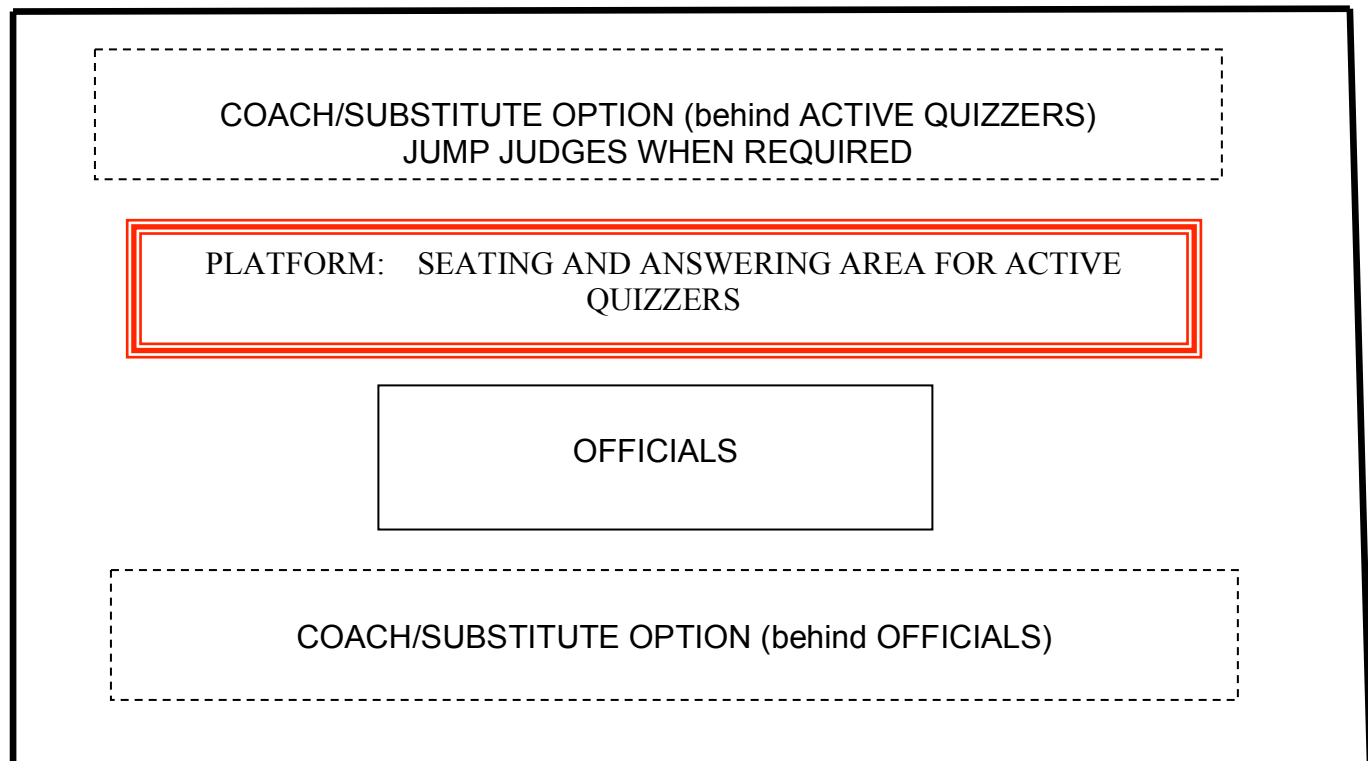 COACH/SUBSTITUTE OPTION (behind ACTIVE QUIZZERS)
JUMP JUDGES WHEN REQUIRED
PLATFORM: SEATING AND ANSWERING AREA FOR ACTIVE
QUIZZERS
OFFICIALS
COACH/SUBSTITUTE OPTION (behind OFFICIALS)